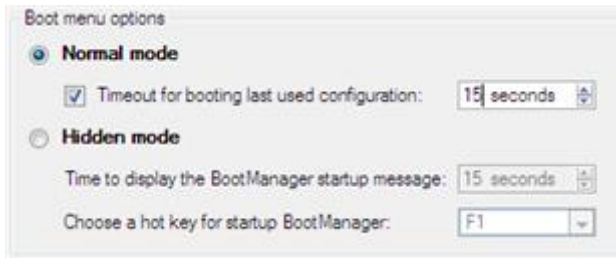 Boot menu options
Normal mode
Timeout for booting last used configuration: 15 seconds
Hidden mode
Time to display the BootManager startup message: 15 seconds
Choose a hot key for startup BootManager: F1